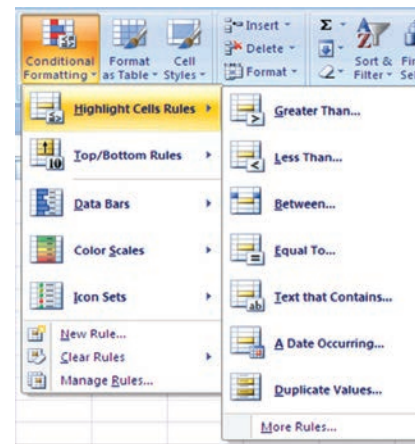 Insert
Σ
Delete
Conditional Formatting
Format as Table
Cell Styles
Format
Sort & Filter
Highlight Cells Rules
Top/Bottom Rules
Data Bars
Color Scales
Icon Sets
New Rule...
Clear Rules
Manage Rules...
Greater Than...
Less Than...
Between...
Equal To...
Text that Contains...
A Date Occurring...
Duplicate Values...
More Rules...